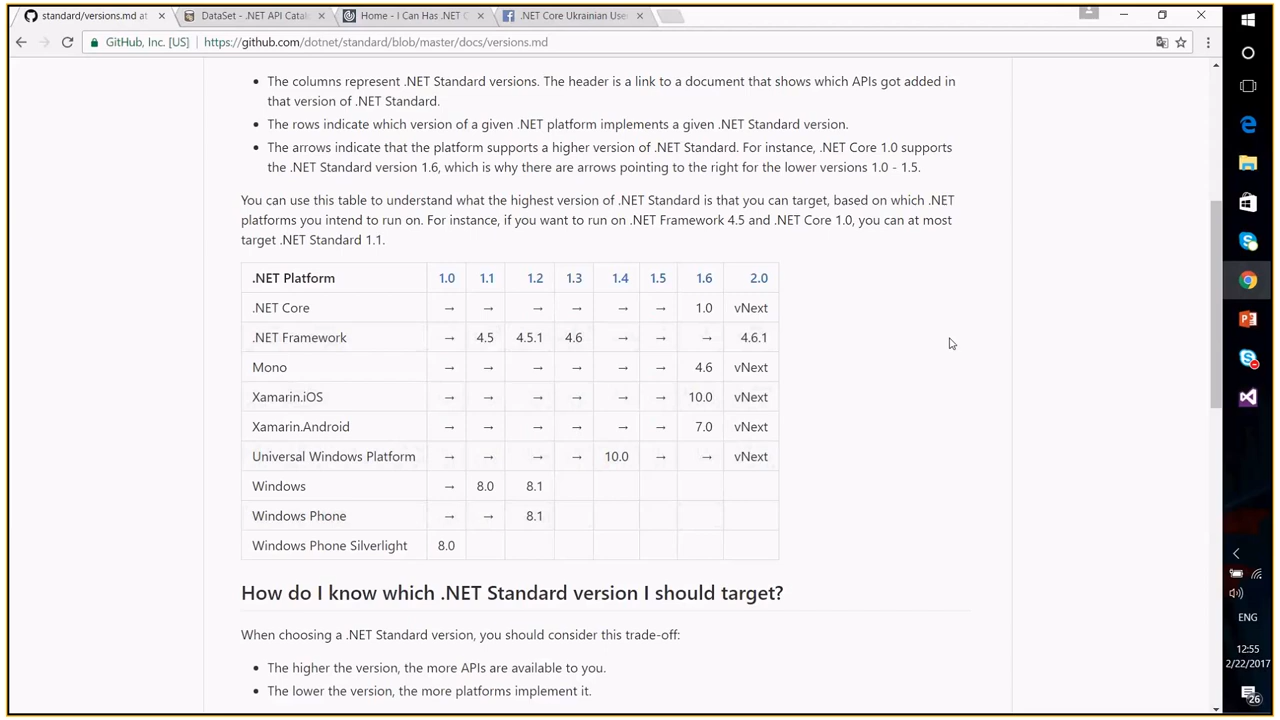 standard/versions.md at
DataSet - .NET API Catal
Home - I Can Has .NET C
.NET Core Ukrainian Use
GitHub, Inc. [US]
https://github.com/dotnet/standard/blob/master/docs/versions.md
The columns represent .NET Standard versions. The header is a link to a document that shows which APIs got added in
that version of .NET Standard.
The rows indicate which version of a given .NET platform implements a given .NET Standard version.
The arrows indicate that the platform supports a higher version of .NET Standard. For instance, .NET Core 1.0 supports
the .NET Standard version 1.6, which is why there are arrows pointing to the right for the lower versions 1.0 - 1.5.
You can use this table to understand what the highest version of .NET Standard is that you can target, based on which .NET
platforms you intend to run on. For instance, if you want to run on .NET Framework 4.5 and .NET Core 1.0, you can at most
target .NET Standard 1.1.
.NET Platform 1.0 1.1 1.2 1.3 1.4 1.5 1.6 2.0
.NET Core → → → → → → 1.0 vNext
.NET Framework → 4.5 4.5.1 4.6 → → → 4.6.1
Mono → → → → → → 4.6 vNext
Xamarin.iOS → → → → → → 10.0 vNext
Xamarin.Android → → → → → → 7.0 vNext
Universal Windows Platform → → → → 10.0 → → vNext
Windows → 8.0 8.1
Windows Phone → → 8.1
Windows Phone Silverlight 8.0
How do I know which .NET Standard version I should target?
When choosing a .NET Standard version, you should consider this trade-off:
The higher the version, the more APIs are available to you.
The lower the version, the more platforms implement it.
ENG
12:55
2/22/2017
26